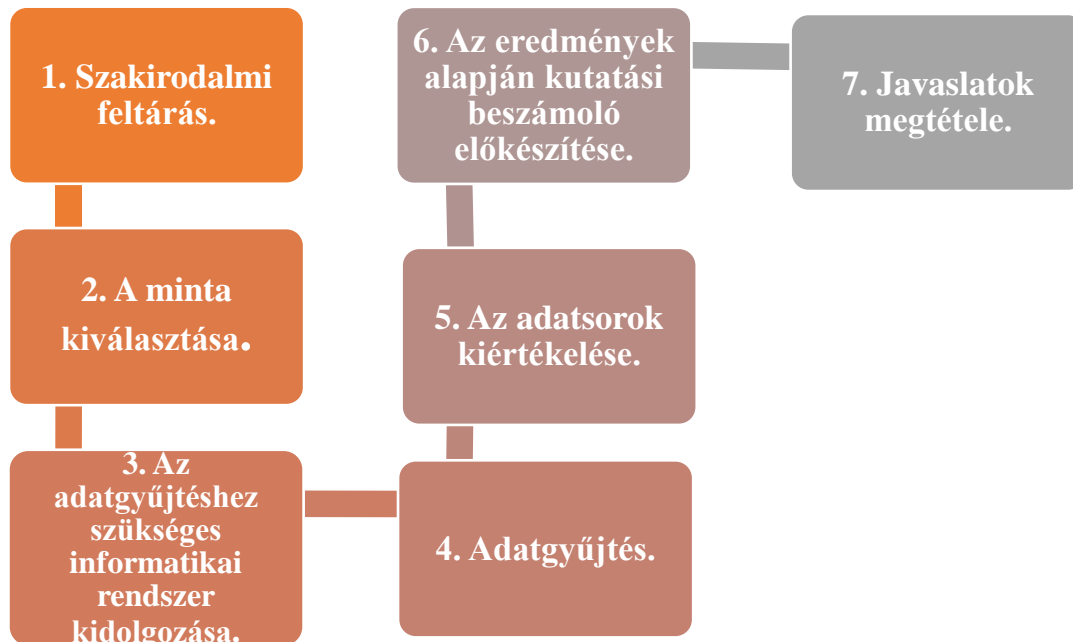 1. Szakirodalmi
feltárás.
2. A minta
kiválasztása.
3. Az
adatgyűjtéshez
szükséges
informatikai
rendszer
kidolgozása.
4. Adatgyűjtés.
5. Az adatsorok
kiértékelése.
6. Az eredmények
alapján kutatási
beszámoló
előkészítése.
7. Javaslatok
megtétele.